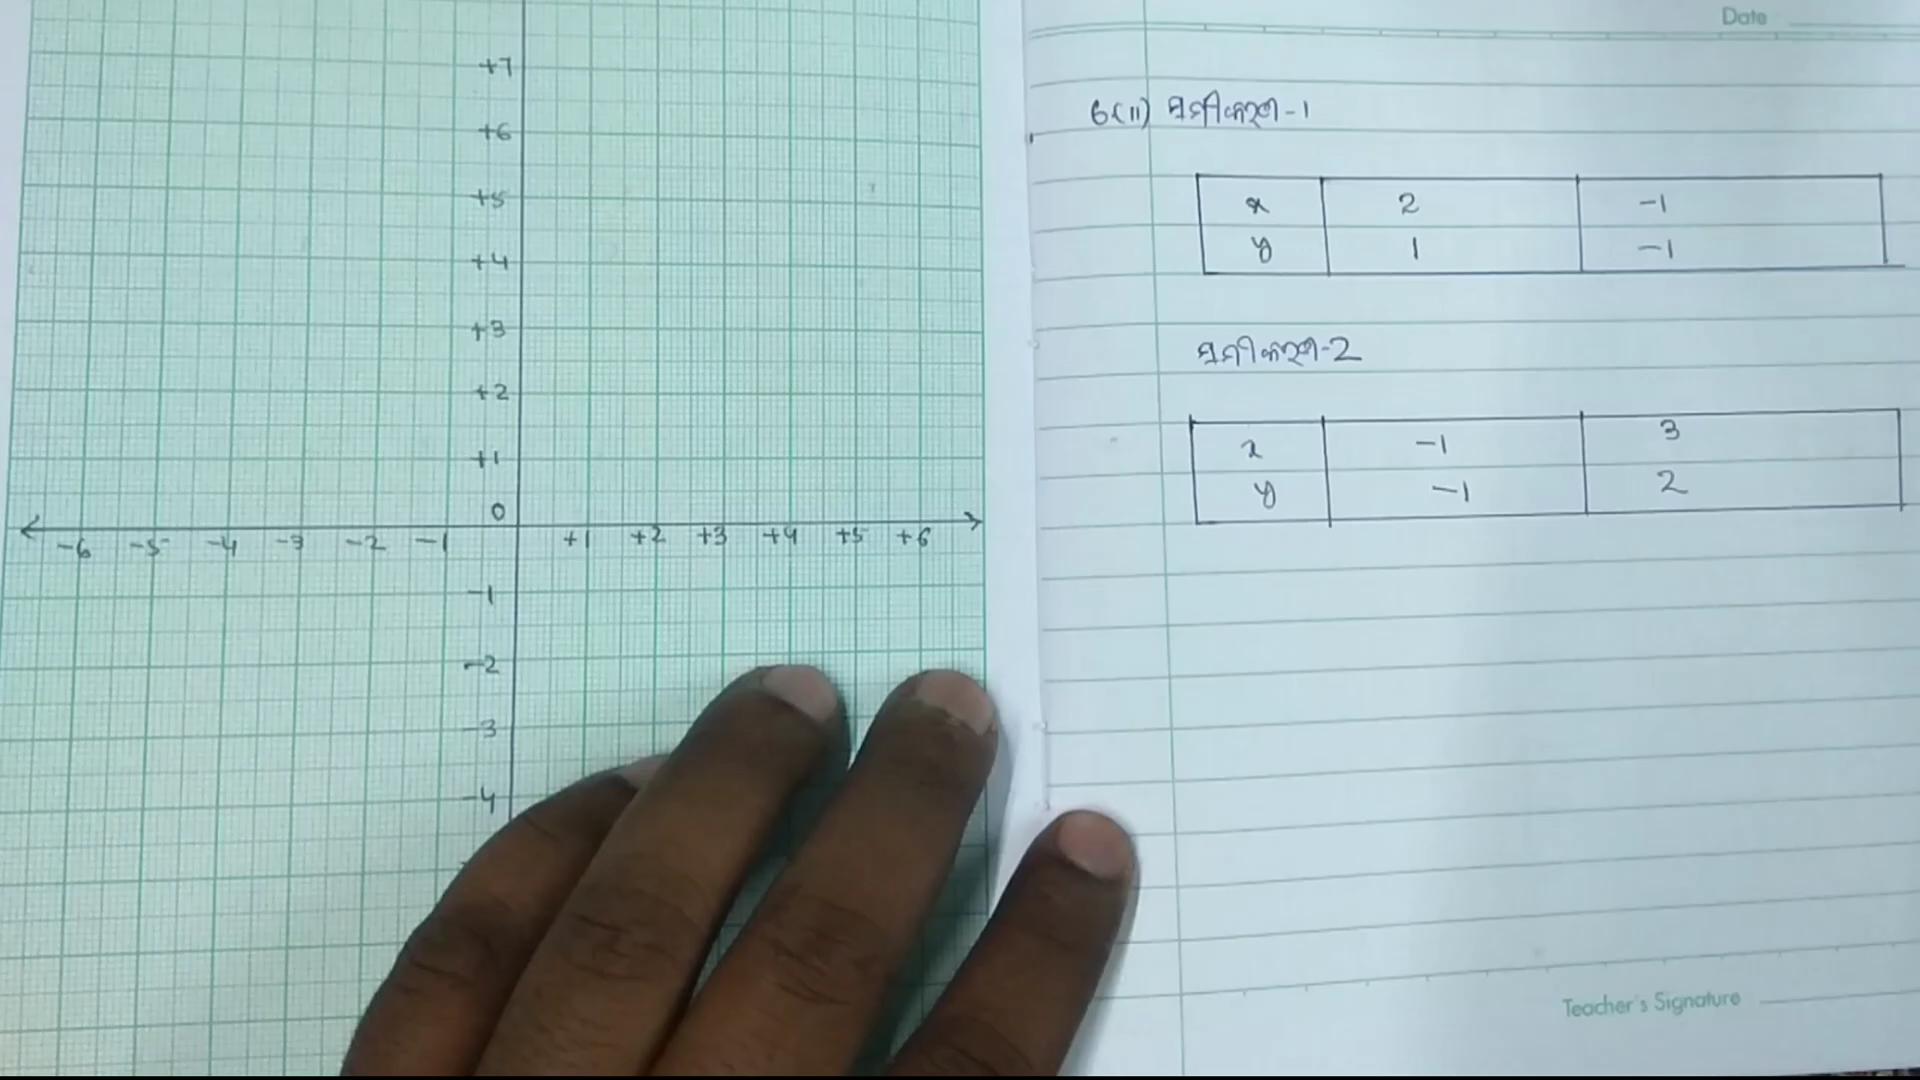 +7
+6
+5
+4
+3
+2
+1
0
-6 -5 -4 -3 -2 -1 +1 +2 +3 +4 +5 +6
-1
-2
-3
-4
Date
6(ii) ସମୀକରଣ-1
x 2 -1
y 1 -1
ସମୀକରଣ-2
x -1 3
y -1 2
Teacher's Signature